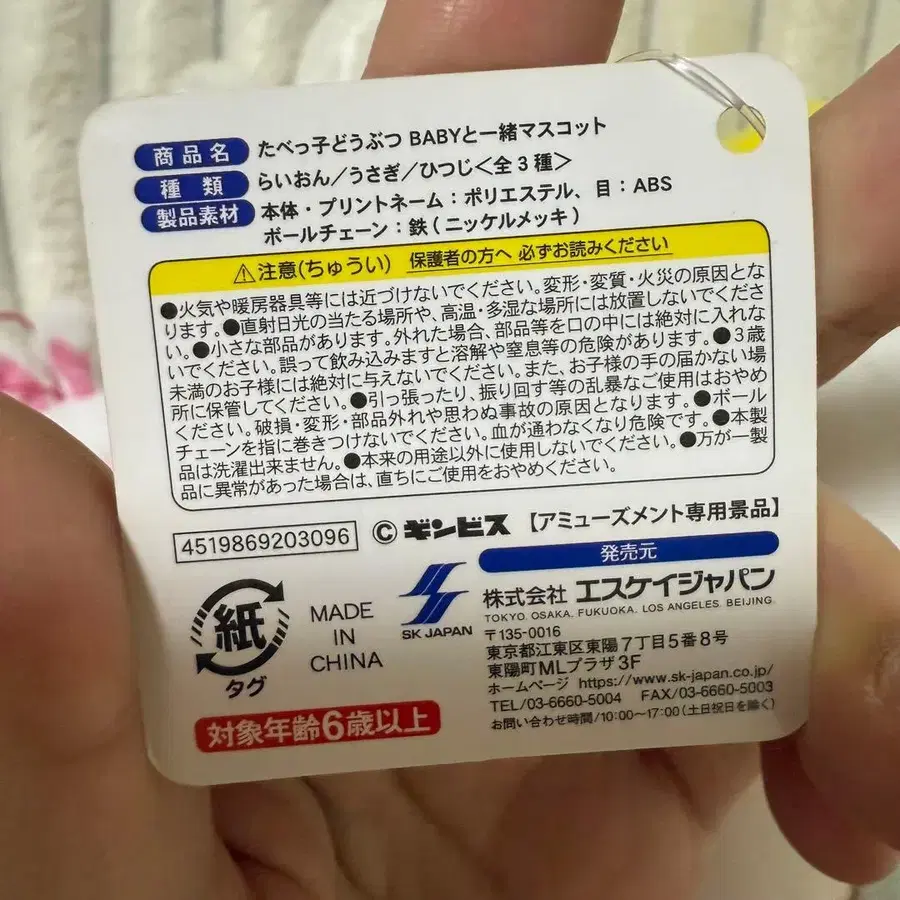 商品名 たべっ子どうぶつ BABYと一緒マスコット
種類 らいおん/うさぎ/ひつじ<全3種>
製品素材 本体・プリントネーム：ポリエステル、目：ABS
ボールチェーン：鉄(ニッケルメッキ)
⚠注意(ちゅうい) 保護者の方へ 必ずお読みください
●火気や暖房器具等には近づけないでください。変形・変質・火災の原因とな
ります。●直射日光の当たる場所や、高温・多湿な場所には放置しないでくださ
い。●小さな部品があります。外れた場合、部品等を口の中には絶対に入れな
いでください。誤って飲み込みますと溶解や窒息等の危険があります。●3歳
未満のお子様には絶対に与えないでください。また、お子様の手の届かない場
所に保管してください。●引っ張ったり、振り回す等の乱暴なご使用はおやめ
ください。破損・変形・部品外れや思わぬ事故の原因となります。●ボール
チェーンを指に巻きつけないでください。血が通わなくなり危険です。●本製
品は洗濯出来ません。●本来の用途以外に使用しないでください。●万が一製
品に異常があった場合は、直ちにご使用をおやめください。
4519869203096 ©ギンビス 【アミューズメント専用景品】
紙
タグ
MADE
IN
CHINA
SK JAPAN
発売元
株式会社 エスケイジャパン
TOKYO. OSAKA. FUKUOKA. LOS ANGELES. BEIJING.
〒135-0016
東京都江東区東陽7丁目5番8号
東陽町MLプラザ3F
ホームページ https://www.sk-japan.co.jp/
TEL/03-6660-5004 FAX/03-6660-5003
お問い合わせ時間/10:00~17:00(土日祝日を除く)
対象年齢6歳以上